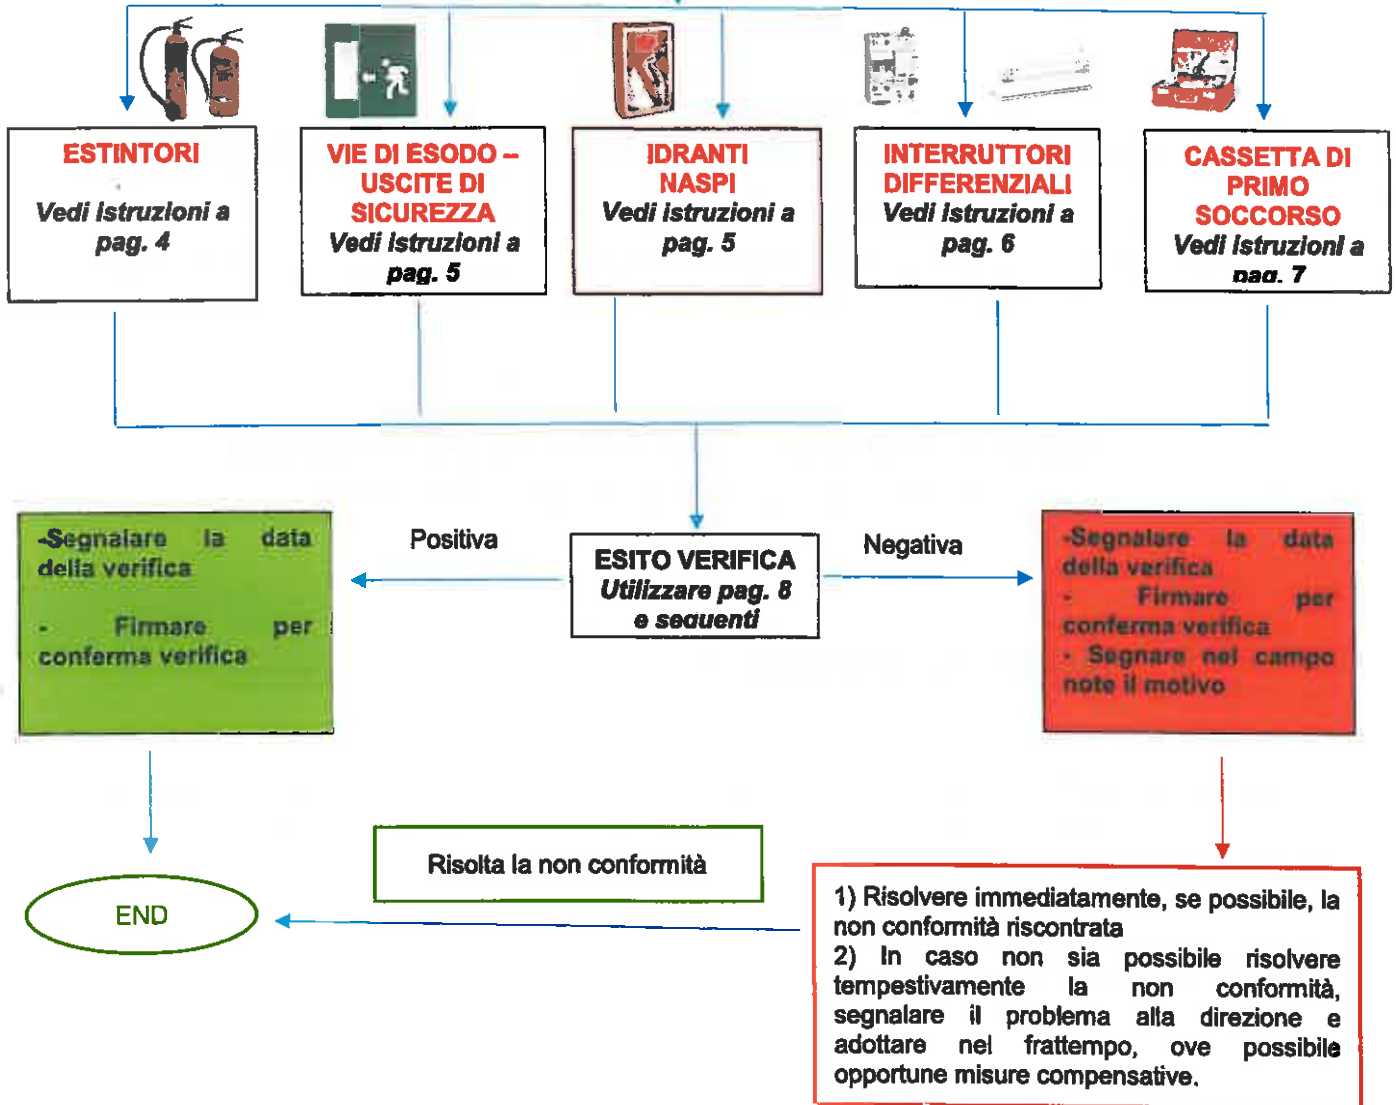 ESTINTORI
Vedi istruzioni a
pag. 4
VIE DI ESODO –
USCITE DI
SICUREZZA
Vedi istruzioni a
pag. 5
IDRANTI
NASPI
Vedi istruzioni a
pag. 5
INTERRUTTORI
DIFFERENZIALI
Vedi istruzioni a
pag. 6
CASSETTA DI
PRIMO
SOCCORSO
Vedi istruzioni a
pag. 7
Positiva
ESITO VERIFICA
Utilizzare pag. 8
e seguenti
Negativa
-Segnalare la data
della verifica
- Firmare per
conferma verifica
-Segnalare la data
della verifica
- Firmare per
conferma verifica
- Segnare nel campo
note il motivo
Risolta la non conformità
END
1) Risolvere immediatamente, se possibile, la
non conformità riscontrata
2) In caso non sia possibile risolvere
tempestivamente la non conformità,
segnalare il problema alla direzione e
adottare nel frattempo, ove possibile
opportune misure compensative.